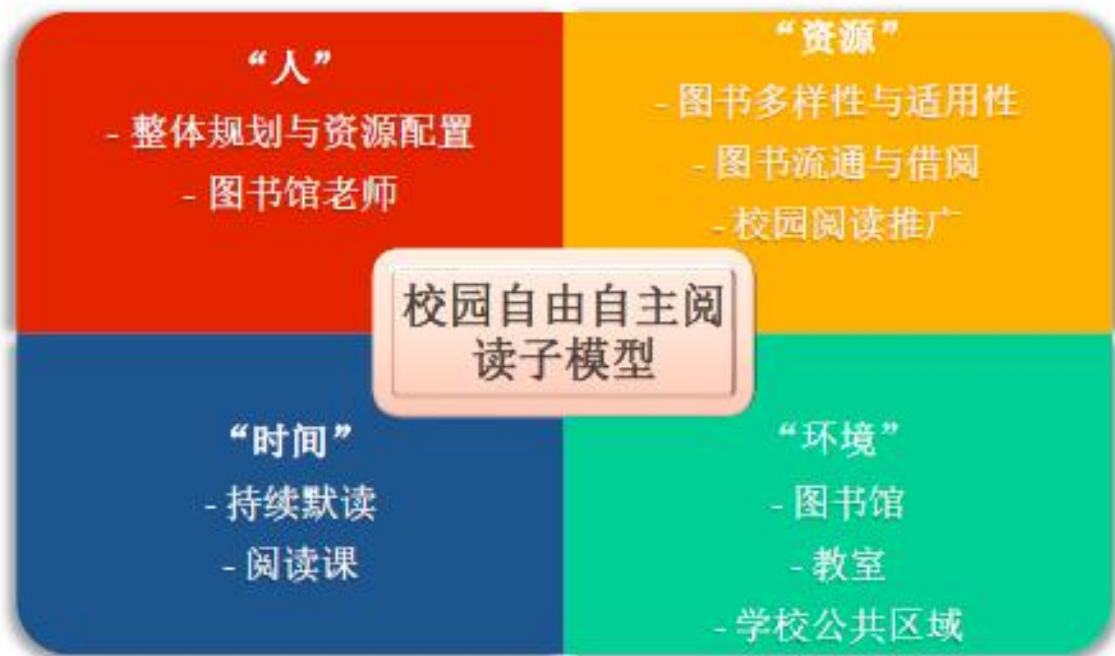 “人”
- 整体规划与资源配置
- 图书馆老师
“资源”
- 图书多样性与适用性
- 图书流通与借阅
- 校园阅读推广
校园自由自主阅
读子模型
“时间”
- 持续默读
- 阅读课
“环境”
- 图书馆
- 教室
- 学校公共区域